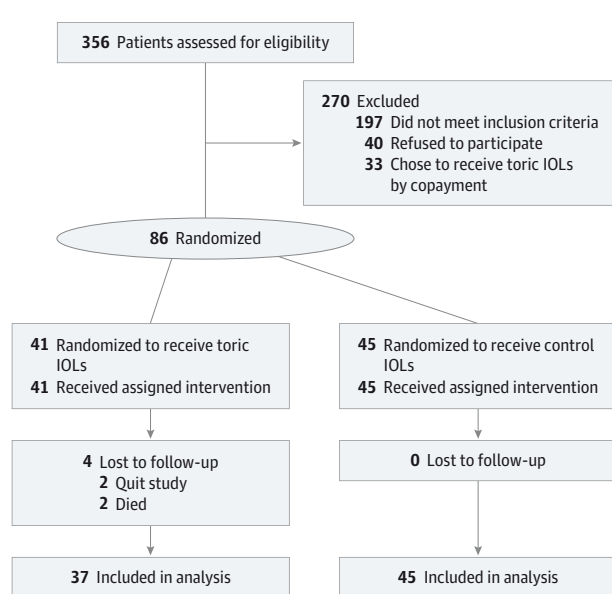 356 Patients assessed for eligibility
270 Excluded
197 Did not meet inclusion criteria
40 Refused to participate
33 Chose to receive toric IOLs
by copayment
86 Randomized
41 Randomized to receive toric
IOLs
41 Received assigned intervention
45 Randomized to receive control
IOLs
45 Received assigned intervention
4 Lost to follow-up
2 Quit study
2 Died
0 Lost to follow-up
37 Included in analysis
45 Included in analysis